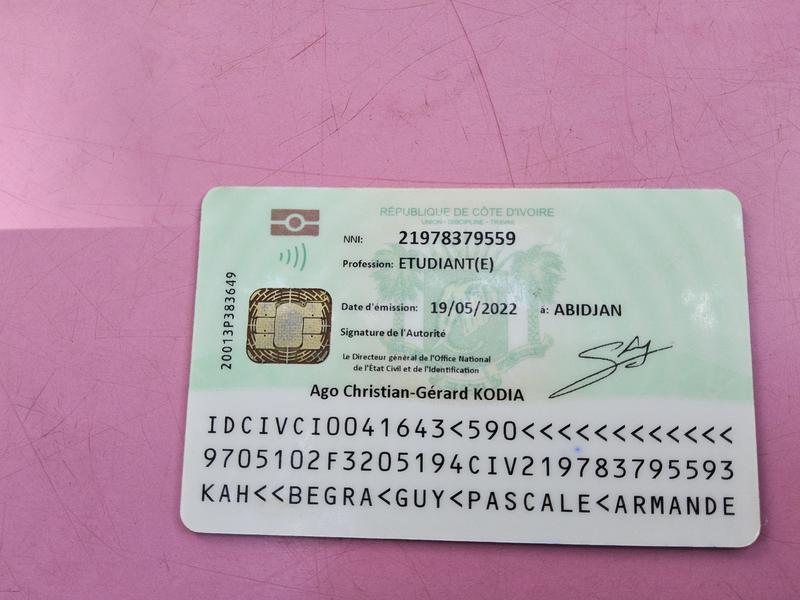 RÉPUBLIQUE DE CÔTE D'IVOIRE
UNION - DISCIPLINE - TRAVAIL
NNI: 21978379559
Profession: ETUDIANT(E)
Date d'émission: 19/05/2022 à: ABIDJAN
Signature de l'Autorité
Le Directeur général de l'Office National
de l'État Civil et de l'Identification
Ago Christian-Gérard KODIA
20013P383649
IDCIVCI0041643<590<<<<<<<<<<<<
9705102F3205194CIV219783795593
KAH<<BEGRA<GUY<PASCALE<ARMANDE